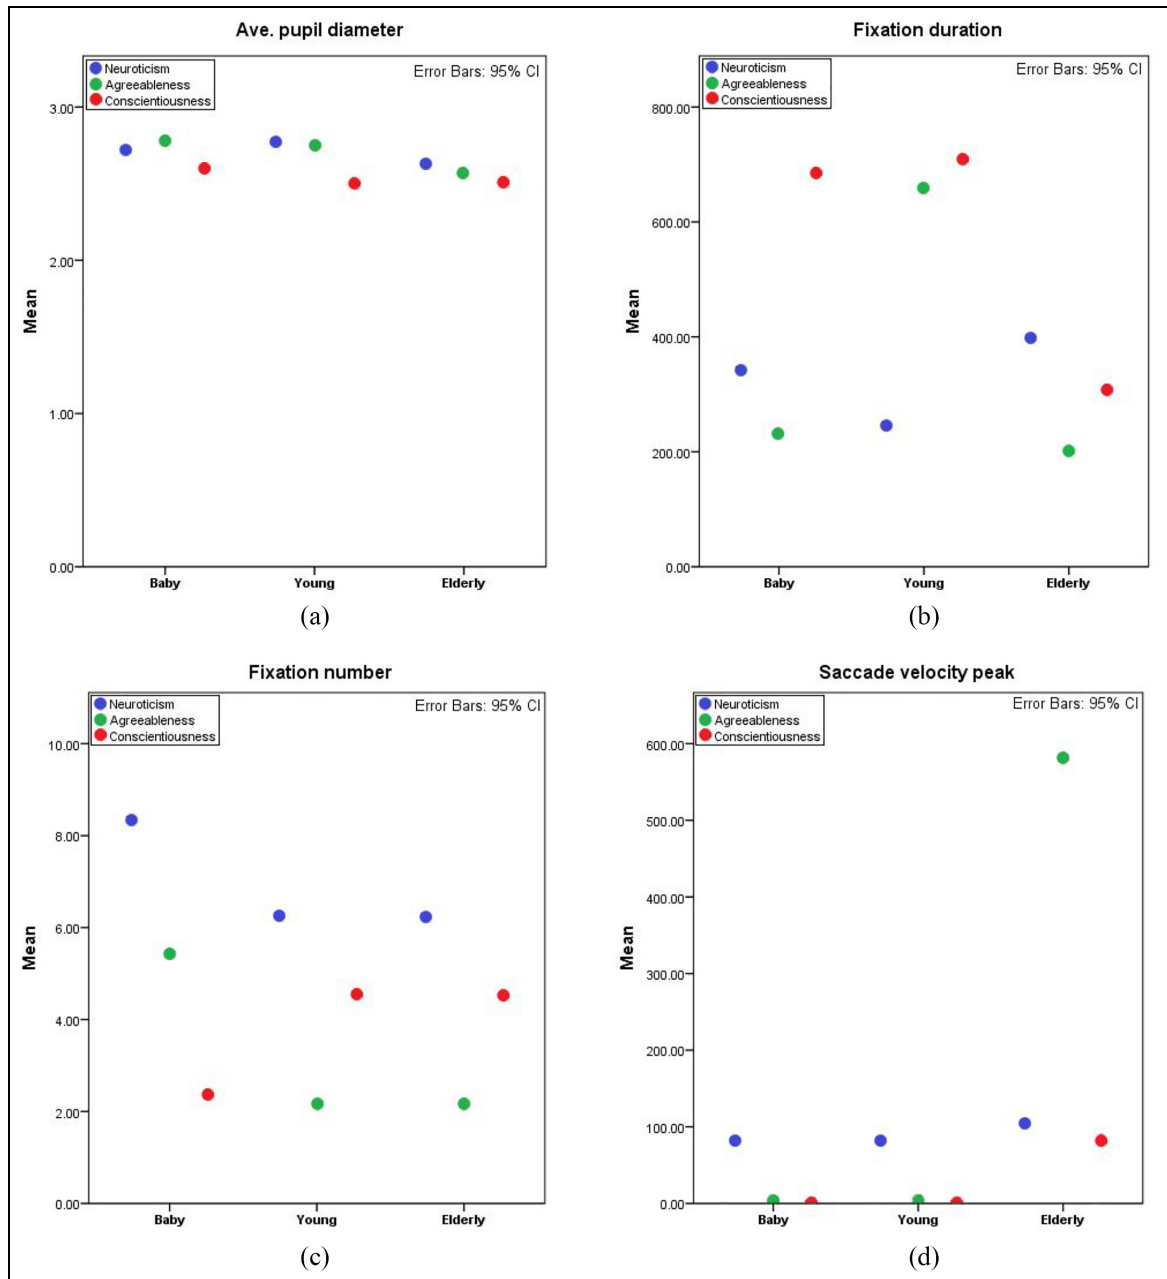 Ave. pupil diameter
Neuroticism
Agreeableness
Conscientiousness
Error Bars: 95% CI
3.00
2.00
1.00
0.00
Mean
Baby Young Elderly
(a)
Fixation duration
Neuroticism
Agreeableness
Conscientiousness
Error Bars: 95% CI
800.00
600.00
400.00
200.00
0.00
Mean
Baby Young Elderly
(b)
Fixation number
Neuroticism
Agreeableness
Conscientiousness
Error Bars: 95% CI
10.00
8.00
6.00
4.00
2.00
0.00
Mean
Baby Young Elderly
(c)
Saccade velocity peak
Neuroticism
Agreeableness
Conscientiousness
Error Bars: 95% CI
600.00
500.00
400.00
300.00
200.00
100.00
0.00
Mean
Baby Young Elderly
(d)